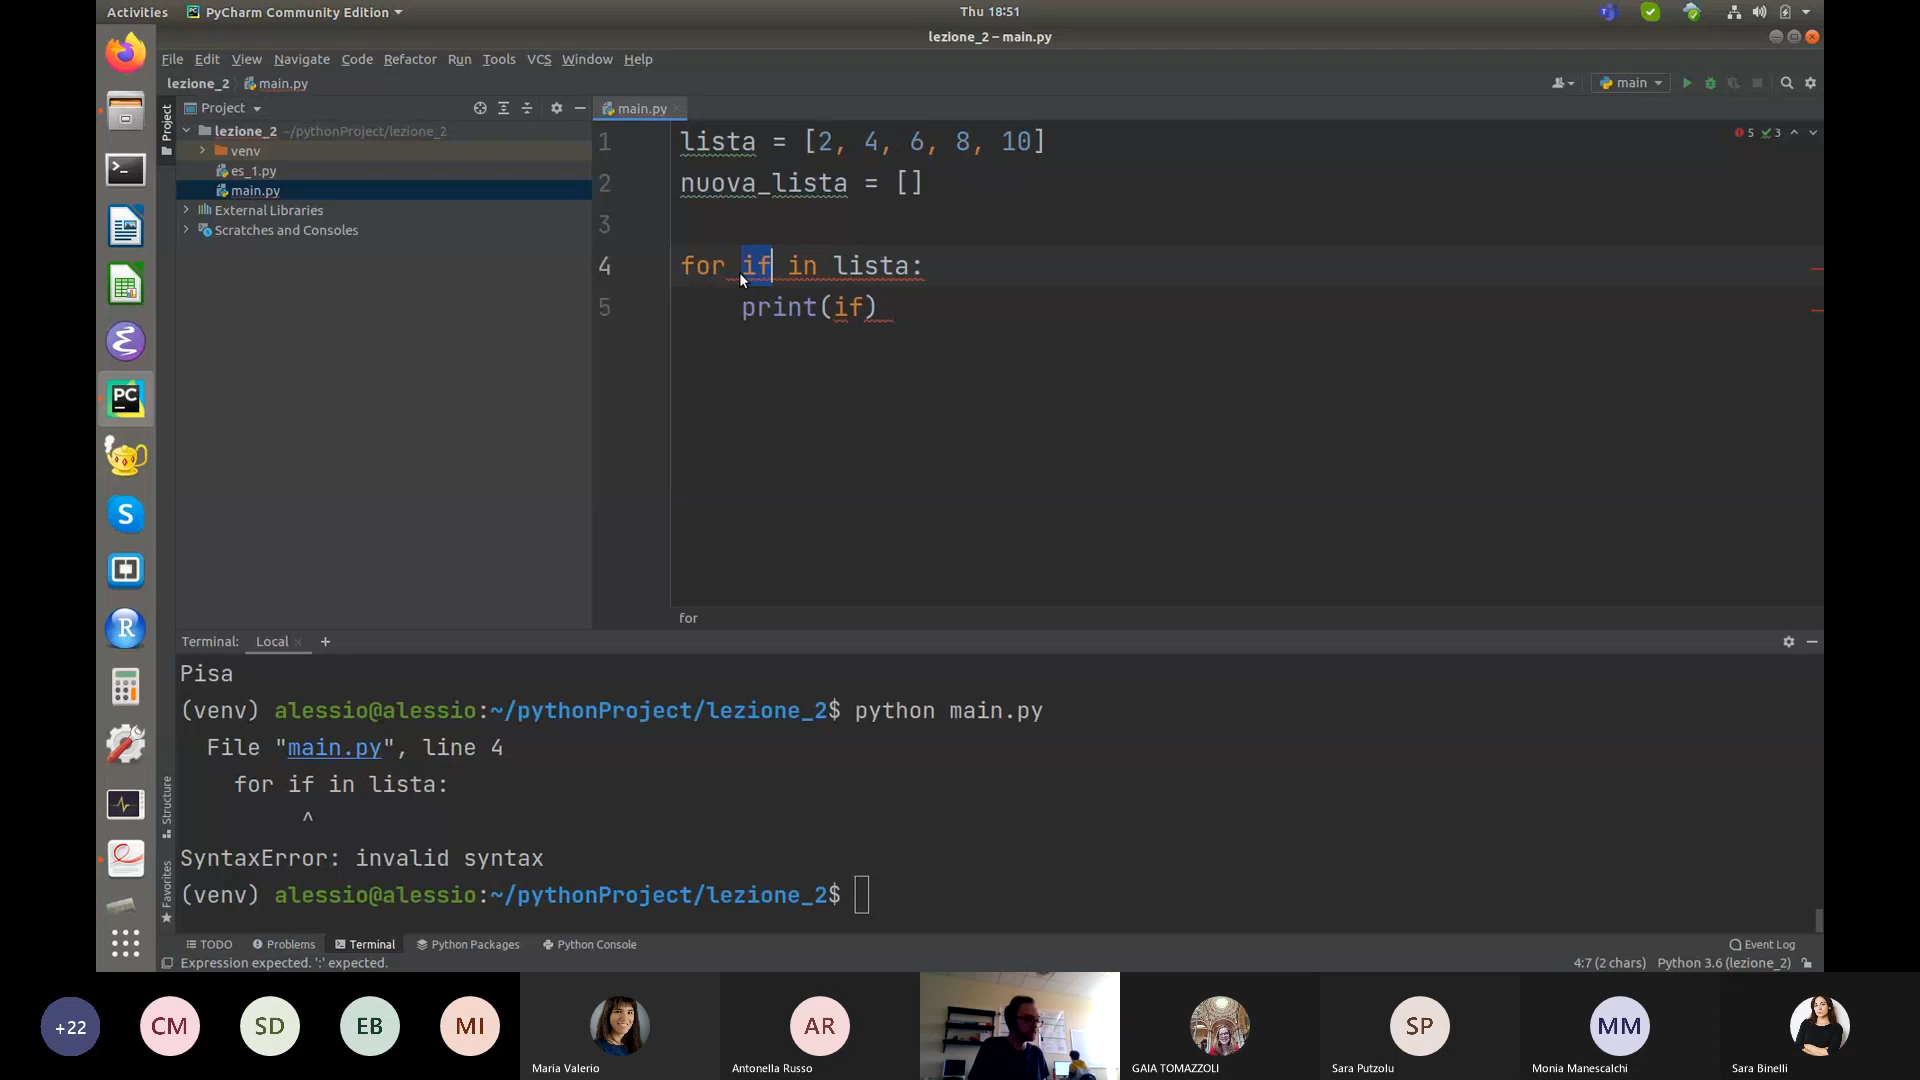 Activities
PyCharm Community Edition
Thu 18:51
lezione_2 – main.py
File Edit View Navigate Code Refactor Run Tools VCS Window Help
lezione_2 main.py
main
Project
main.py
Project
lezione_2 ~/pythonProject/lezione_2
venv
es_1.py
main.py
External Libraries
Scratches and Consoles
5 3
1 lista = [2, 4, 6, 8, 10]
2 nuova_lista = []
3
4 for if in lista:
5 print(if)
for
Terminal: Local +
Pisa
(venv) alessio@alessio:~/pythonProject/lezione_2$ python main.py
File "main.py", line 4
for if in lista:
^
SyntaxError: invalid syntax
(venv) alessio@alessio:~/pythonProject/lezione_2$
Structure
Favorites
TODO Problems Terminal Python Packages Python Console
Event Log
Expression expected. ':' expected.
4:7 (2 chars) Python 3.6 (lezione_2)
PC
S
R
+22
CM
SD
EB
MI
Maria Valerio
AR
Antonella Russo
GAIA TOMAZZOLI
SP
Sara Putzolu
MM
Monia Manescalchi
Sara Binelli